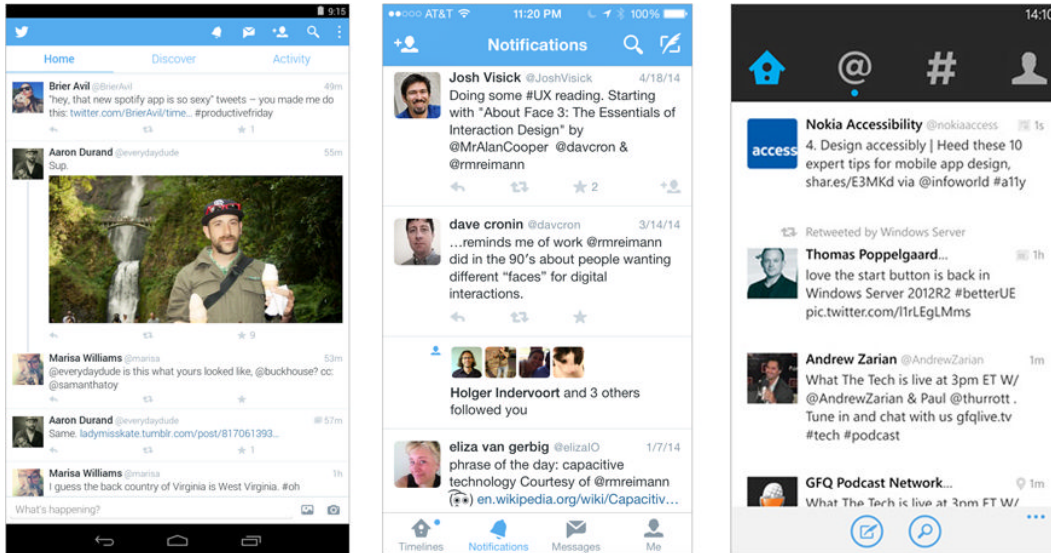 9:15
Home Discover Activity
Brier Avil @BrierAvil 49m
"hey, that new spotify app is so sexy" tweets – you made me do
this: twitter.com/BrierAvil/time... #productivefriday
1
Aaron Durand @everydaydude 55m
Sup.
9
Marisa Williams @marisa 53m
@everydaydude is this what yours looked like, @buckhouse? cc:
@samanthatoy
Aaron Durand @everydaydude 57m
Same. ladymisskate.tumblr.com/post/817061393...
1
Marisa Williams @marisa 1h
I guess the back country of Virginia is West Virginia. #oh
What's happening?
AT&T 11:20 PM 100%
Notifications
Josh Visick @JoshVisick 4/18/14
Doing some #UX reading. Starting
with "About Face 3: The Essentials of
Interaction Design" by
@MrAlanCooper @davcron &
@rmreimann
2
dave cronin @davcron 3/14/14
...reminds me of work @rmreimann
did in the 90's about people wanting
different "faces" for digital
interactions.
Holger Indervoort and 3 others
followed you
eliza van gerbig @elizaIO 1/7/14
phrase of the day: capacitive
technology Courtesy of @rmreimann
en.wikipedia.org/wiki/Capacitiv...
Timelines Notifications Messages Me
14:10
@ #
access
Nokia Accessibility @nokiaaccess 1s
4. Design accessibly | Heed these 10
expert tips for mobile app design,
shar.es/E3MKd via @infoworld #a11y
Retweeted by Windows Server
Thomas Poppelgaard... 1h
love the start button is back in
Windows Server 2012R2 #betterUE
pic.twitter.com/l1rLEgLMms
Andrew Zarian @AndrewZarian 1m
What The Tech is live at 3pm ET W/
@AndrewZarian & Paul @thurrott .
Tune in and chat with us gfqlive.tv
#tech #podcast
GFQ Podcast Network... 1m
What The Tech is live at 3pm ET W/
...